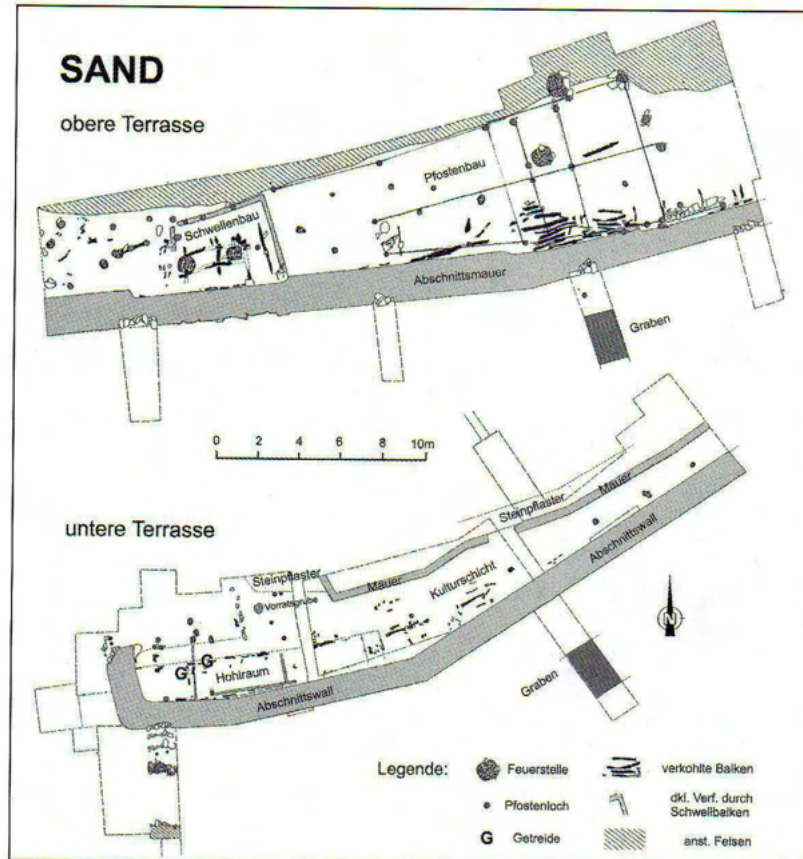 SAND
obere Terrasse
Pfostenbau
Schwellenbau
Abschnittsmauer
Graben
0 2 4 6 8 10m
untere Terrasse
Steinpflaster
Mauer
Abschnittswall
Steinpflaster
Mauer
Kulturschicht
Vorratsgrube
G
G
Hohlraum
Abschnittswall
Graben
N
Legende:
Feuerstelle
verkohlte Balken
Pfostenloch
dkl. Verf. durch
Schwellbalken
G Getreide
anst. Felsen